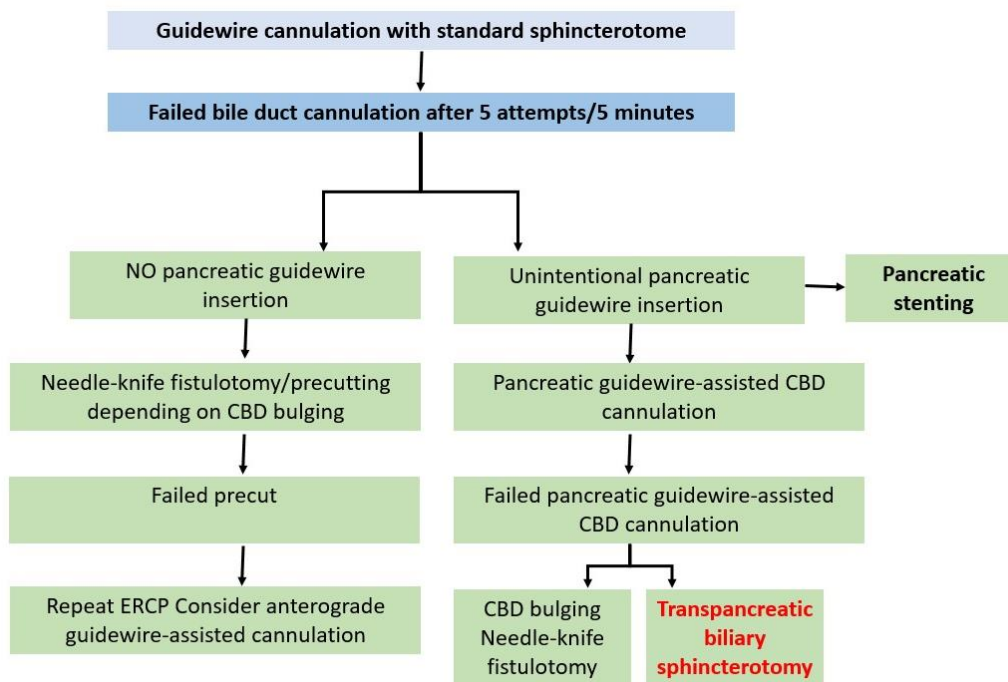 Guidewire cannulation with standard sphincterotome
Failed bile duct cannulation after 5 attempts/5 minutes
NO pancreatic guidewire
insertion
Unintentional pancreatic
guidewire insertion
Pancreatic
stenting
Needle-knife fistulotomy/precutting
depending on CBD bulging
Pancreatic guidewire-assisted CBD
cannulation
Failed precut
Failed pancreatic guidewire-assisted
CBD cannulation
Repeat ERCP Consider anterograde
guidewire-assisted cannulation
CBD bulging
Needle-knife
fistulotomy
Transpancreatic
biliary
sphincterotomy